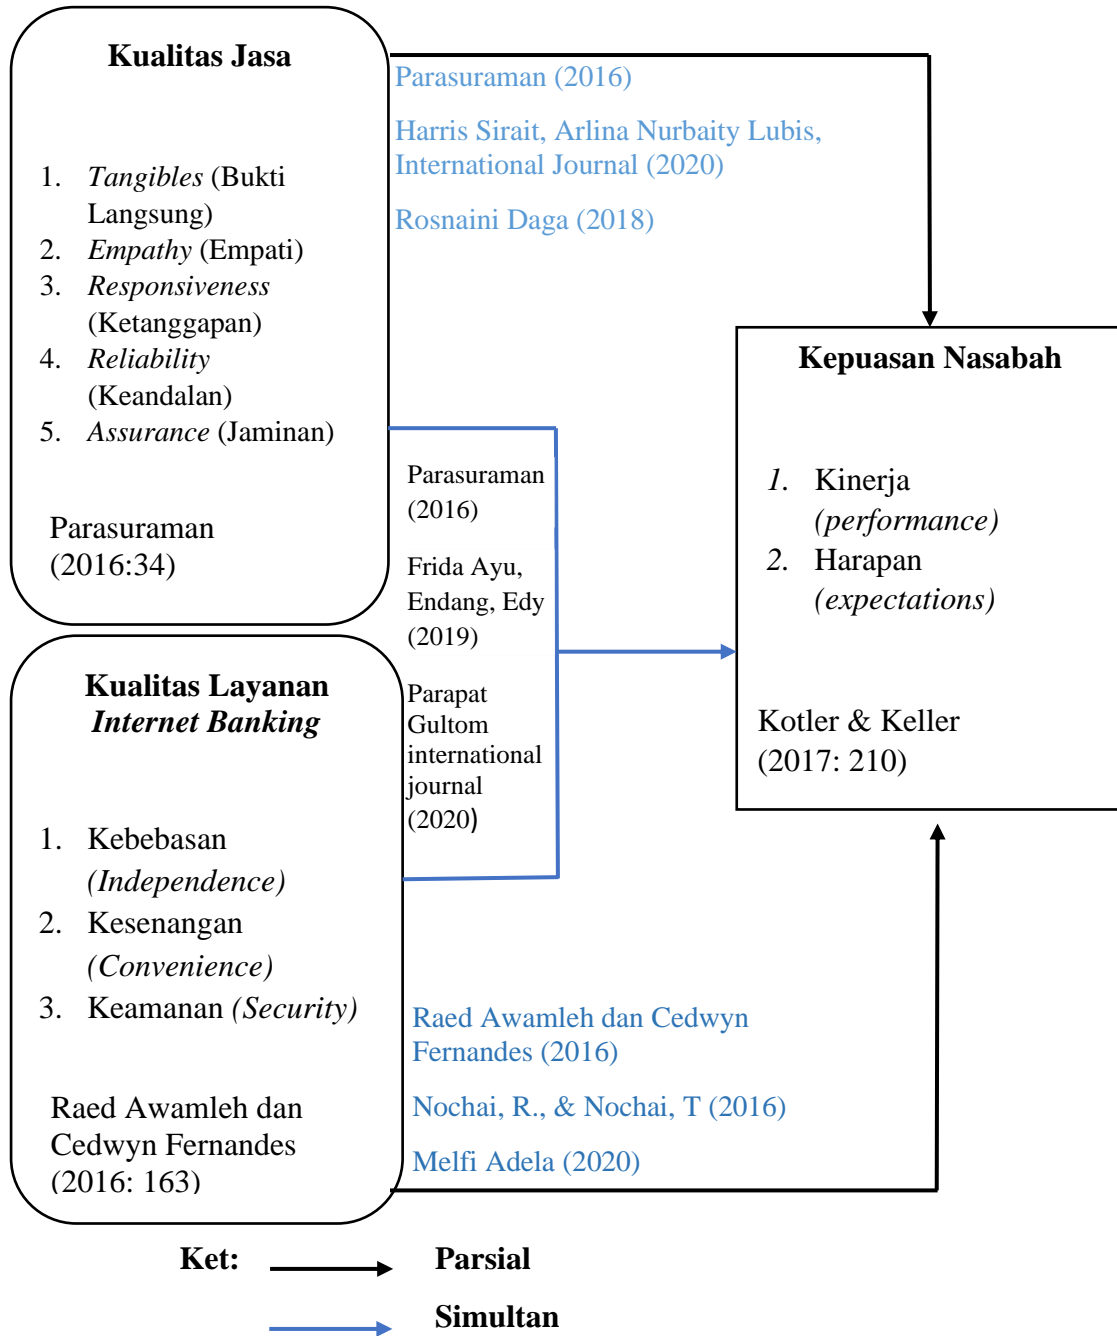 Kualitas Jasa
1. Tangibles (Bukti
Langsung)
2. Empathy (Empati)
3. Responsiveness
(Ketanggapan)
4. Reliability
(Keandalan)
5. Assurance (Jaminan)
Parasuraman
(2016:34)
Parasuraman (2016)
Harris Sirait, Arlina Nurbaity Lubis,
International Journal (2020)
Rosnaini Daga (2018)
Parasuraman
(2016)
Frida Ayu,
Endang, Edy
(2019)
Parapat
Gultom
international
journal
(2020)
Kepuasan Nasabah
1. Kinerja
(performance)
2. Harapan
(expectations)
Kotler & Keller
(2017: 210)
Kualitas Layanan
Internet Banking
1. Kebebasan
(Independence)
2. Kesenangan
(Convenience)
3. Keamanan (Security)
Raed Awamleh dan
Cedwyn Fernandes
(2016: 163)
Raed Awamleh dan Cedwyn
Fernandes (2016)
Nochai, R., & Nochai, T (2016)
Melfi Adela (2020)
Ket: Parsial
Simultan